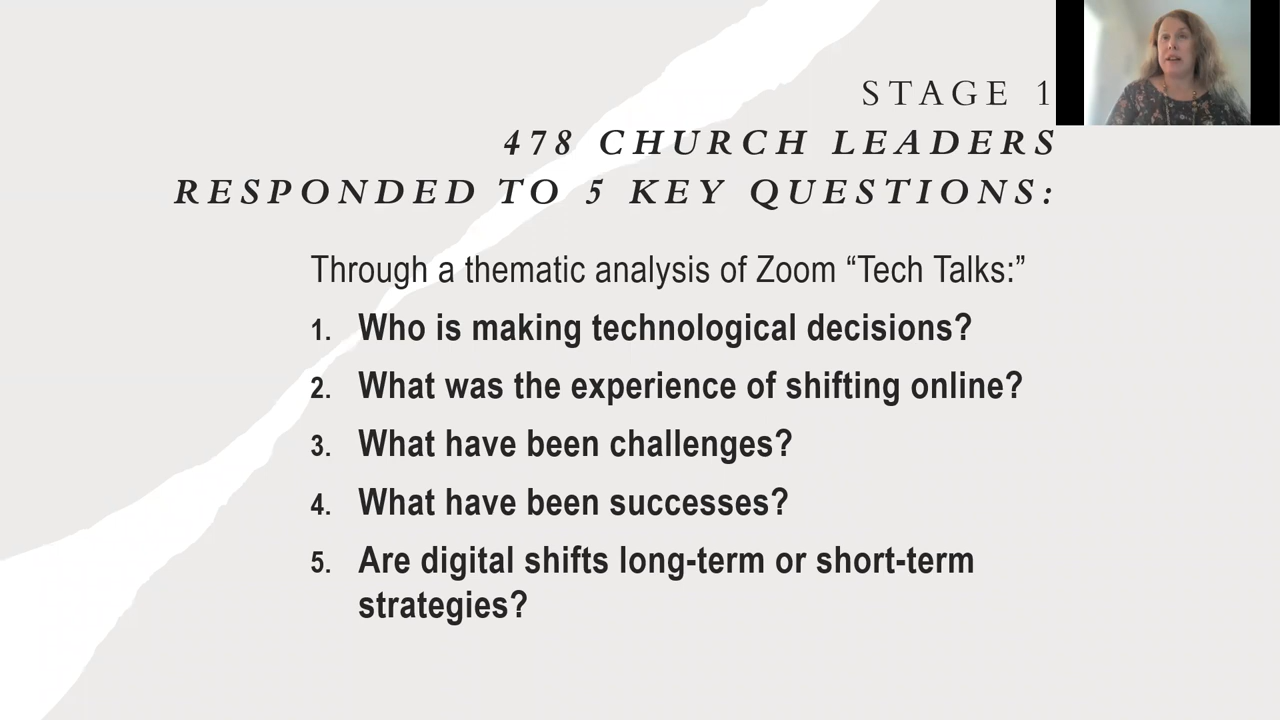 STAGE 1
478 CHURCH LEADERS
RESPONDED TO 5 KEY QUESTIONS:
Through a thematic analysis of Zoom “Tech Talks:”
1. Who is making technological decisions?
2. What was the experience of shifting online?
3. What have been challenges?
4. What have been successes?
5. Are digital shifts long-term or short-term
strategies?